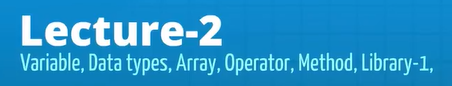 Lecture-2
Variable, Data types, Array, Operator, Method, Library-1,